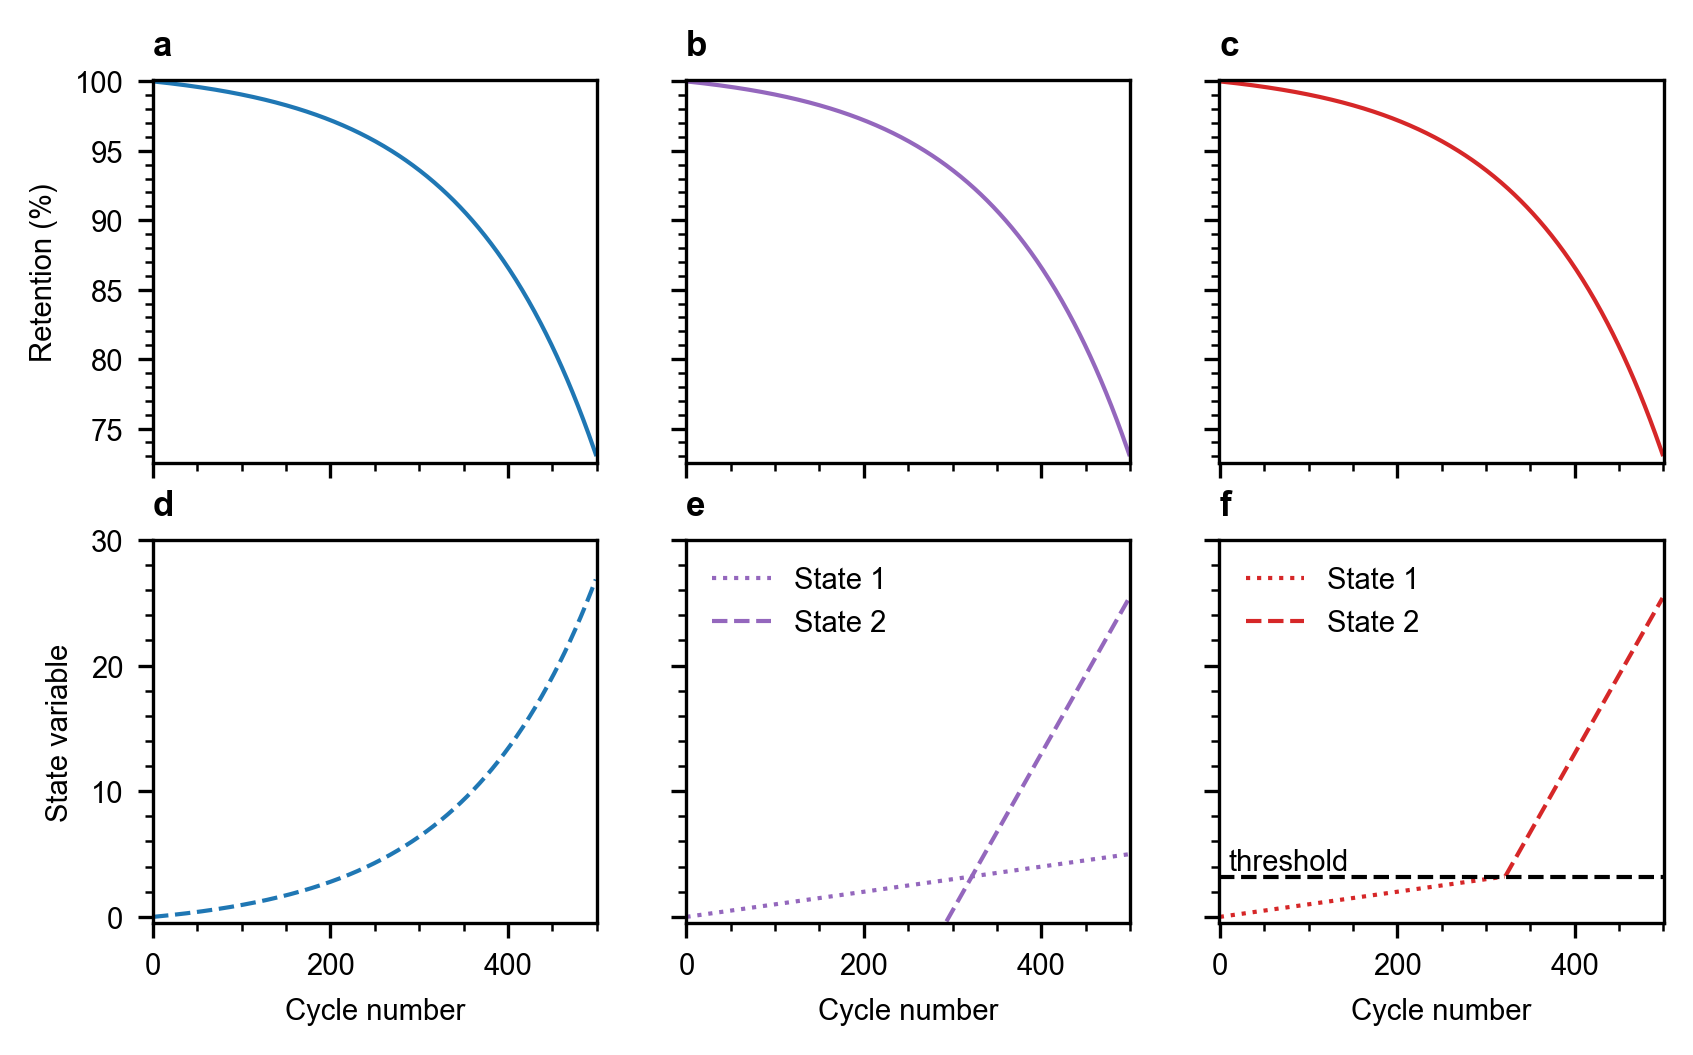 a
b
c
100
95
90
85
80
75
Retention (%)
d
e
f
30
20
10
0
State variable
State 1
State 2
State 1
State 2
threshold
0 200 400
0 200 400
0 200 400
Cycle number
Cycle number
Cycle number